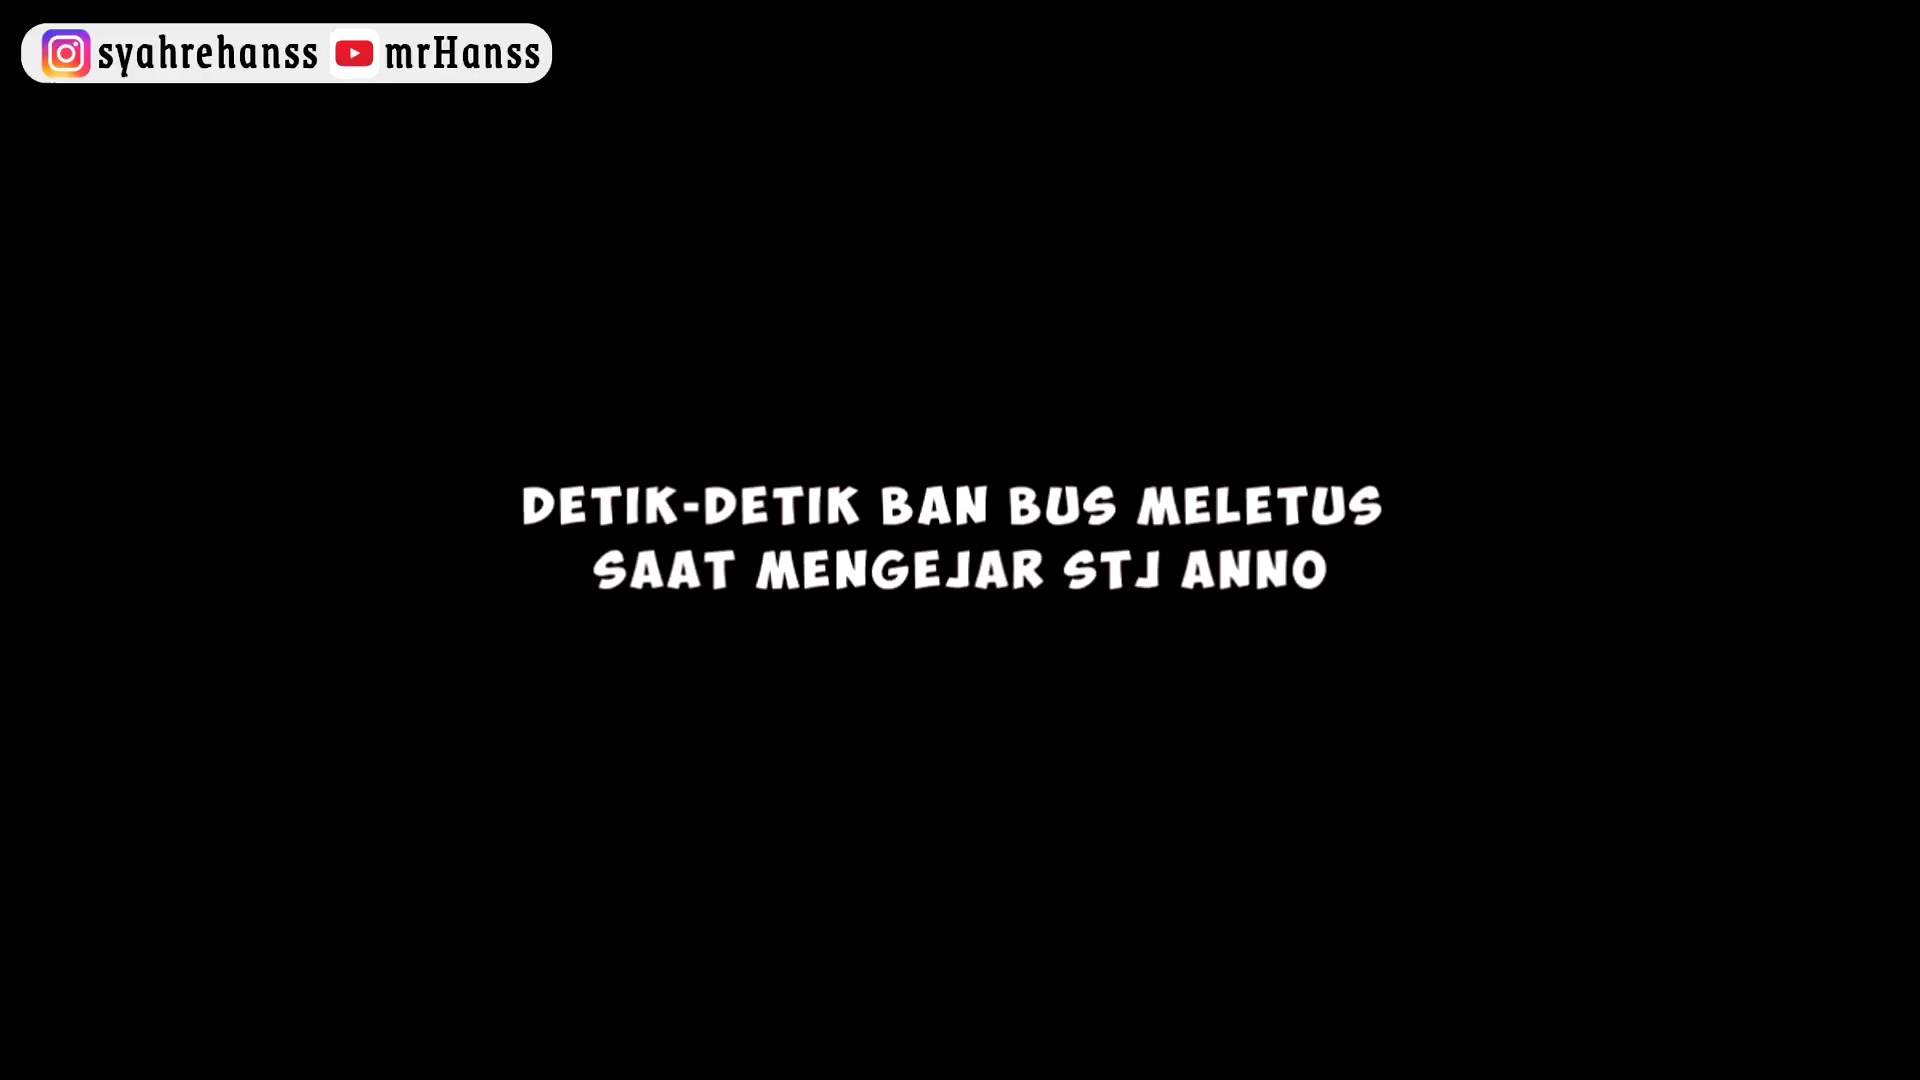 syahrehanss mrHanss
DETIK-DETIK BAN BUS MELETUS
SAAT MENGEJAR STJ ANNO